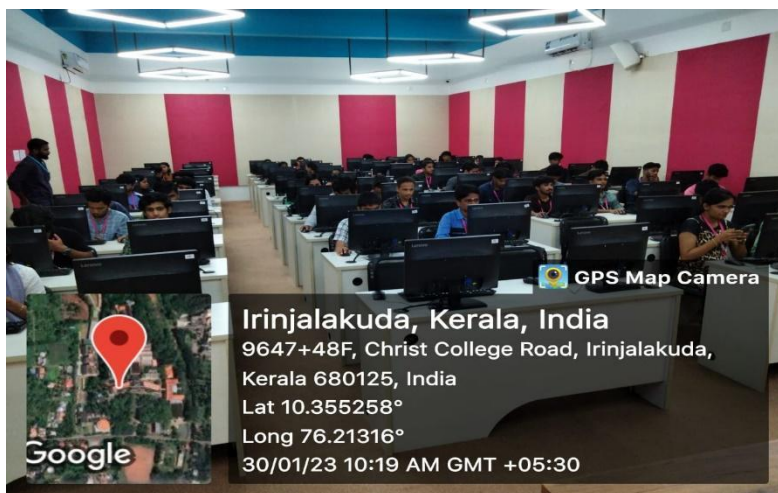 GPS Map Camera
Irinjalakuda, Kerala, India
9647+48F, Christ College Road, Irinjalakuda,
Kerala 680125, India
Lat 10.355258°
Long 76.21316°
30/01/23 10:19 AM GMT +05:30
Google
Lenovo